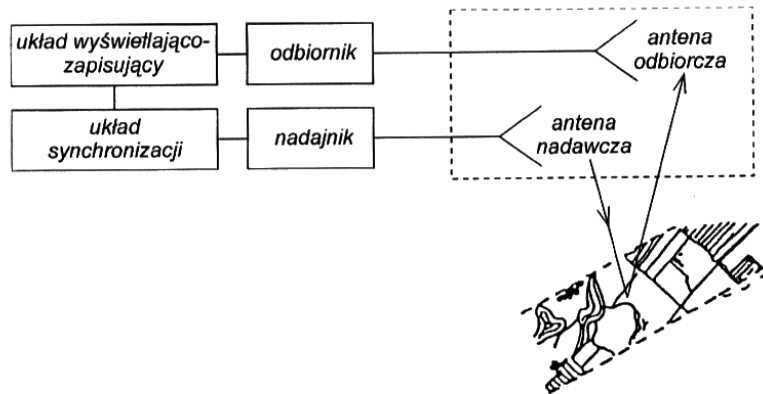 układ wyświetlająco-
zapisujący
odbiornik
antena
odbiorcza
układ
synchronizacji
nadajnik
antena
nadawcza